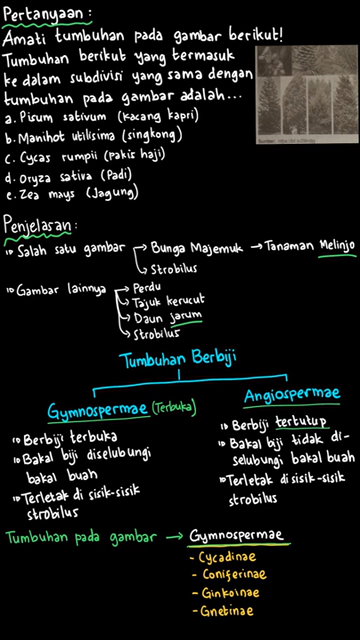 Pertanyaan :
Amati tumbuhan pada gambar berikut!
Tumbuhan berikut yang termasuk
ke dalam subdivisi yang sama dengan
tumbuhan pada gambar adalah...
a. Pisum sativum (kacang kapri)
b. Manihot utilisima (singkong)
c. Cycas rumpii (pakis haji)
d. Oryza sativa (Padi)
e. Zea mays (Jagung)
Penjelasan :
Salah satu gambar → Bunga Majemuk → Tanaman Melinjo
→ Strobilus
Gambar lainnya → Perdu
→ Tajuk kerucut
→ Daun jarum
→ Strobilus
Tumbuhan Berbiji
Gymnospermae (Terbuka)
Berbiji terbuka
Bakal biji diselubungi
bakal buah
Terletak di sisik-sisik
strobilus
Angiospermae
Berbiji tertutup
Bakal biji tidak di-
selubungi bakal buah
Terletak disisik-sisik
strobilus
Tumbuhan pada gambar → Gymnospermae
- Cycadinae
- Coniferinae
- Ginkoinae
- Gnetinae